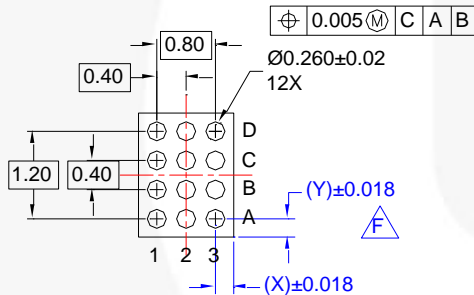 ⌖ 0.005 Ⓜ C A B
0.80
Ø0.260±0.02
12X
0.40
D
C
B
A
1.20
0.40
(Y)±0.018
F
1 2 3
(X)±0.018